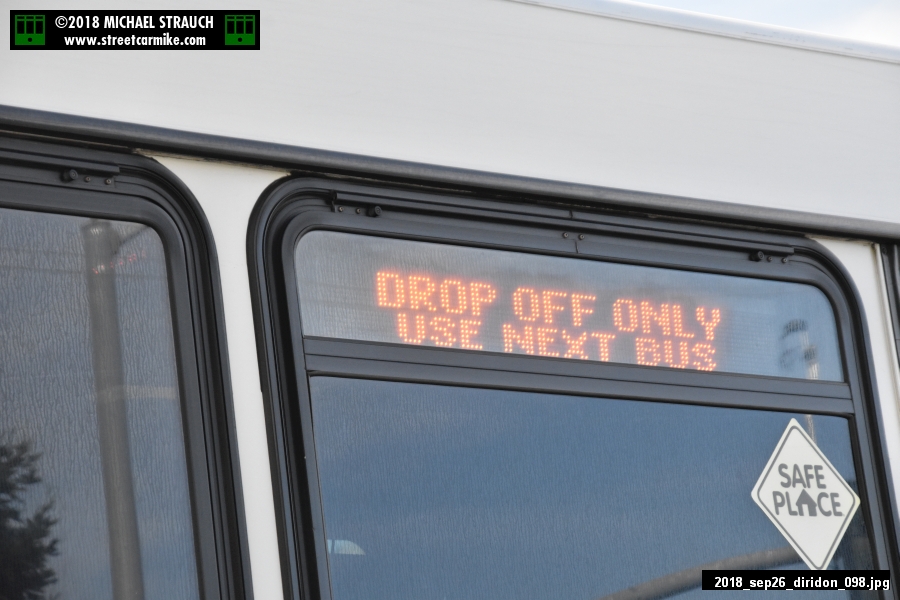 ©2018 MICHAEL STRAUCH
www.streetcarmike.com
DROP OFF ONLY
USE NEXT BUS
SAFE
PLACE
2018_sep26_diridon_098.jpg